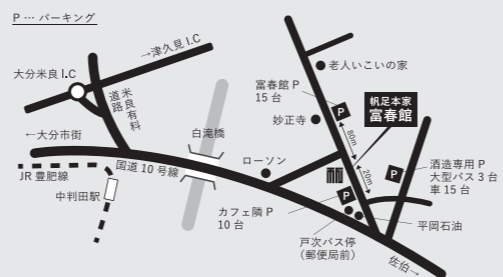 P … パーキング
→津久見 I.C
大分米良 I.C
米良有料
道路
←大分市街
白滝橋
国道 10 号線
JR 豊肥線
中判田駅
ローソン
老人いこいの家
富春館 P
15 台
P
妙正寺
帆足本家
富春館
80m
20m
P
酒造専用 P
大型バス 3 台
車 15 台
P
カフェ隣 P
10 台
平岡石油
戸次バス停
（郵便局前）
佐伯→